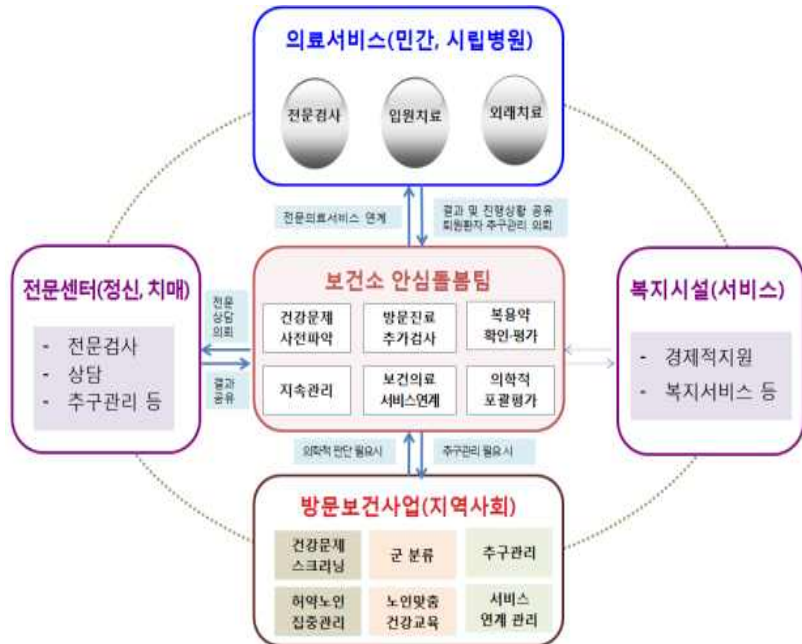 의료서비스(민간, 시립병원)
전문검사
입원치료
외래치료
전문의료서비스 연계
결과 및 진행상황 공유
퇴원환자 추구관리 의뢰
전문센터(정신, 치매)
- 전문검사
- 상담
- 추구관리 등
전문
상담
의뢰
결과
공유
보건소 안심돌봄팀
건강문제
사전파악
방문진료
추가검사
복용약
확인·평가
지속관리
보건의료
서비스연계
의학적
포괄평가
복지시설(서비스)
- 경제적지원
- 복지서비스 등
의학적 판단 필요시
추구관리 필요 시
방문보건사업(지역사회)
건강문제
스크리닝
군 분류
추구관리
허약노인
집중관리
노인맞춤
건강교육
서비스
연계 관리